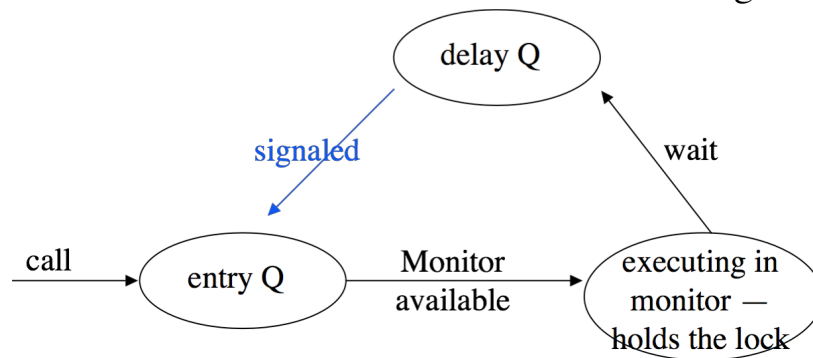 delay Q
signaled
wait
call
entry Q
Monitor
available
executing in
monitor —
holds the lock